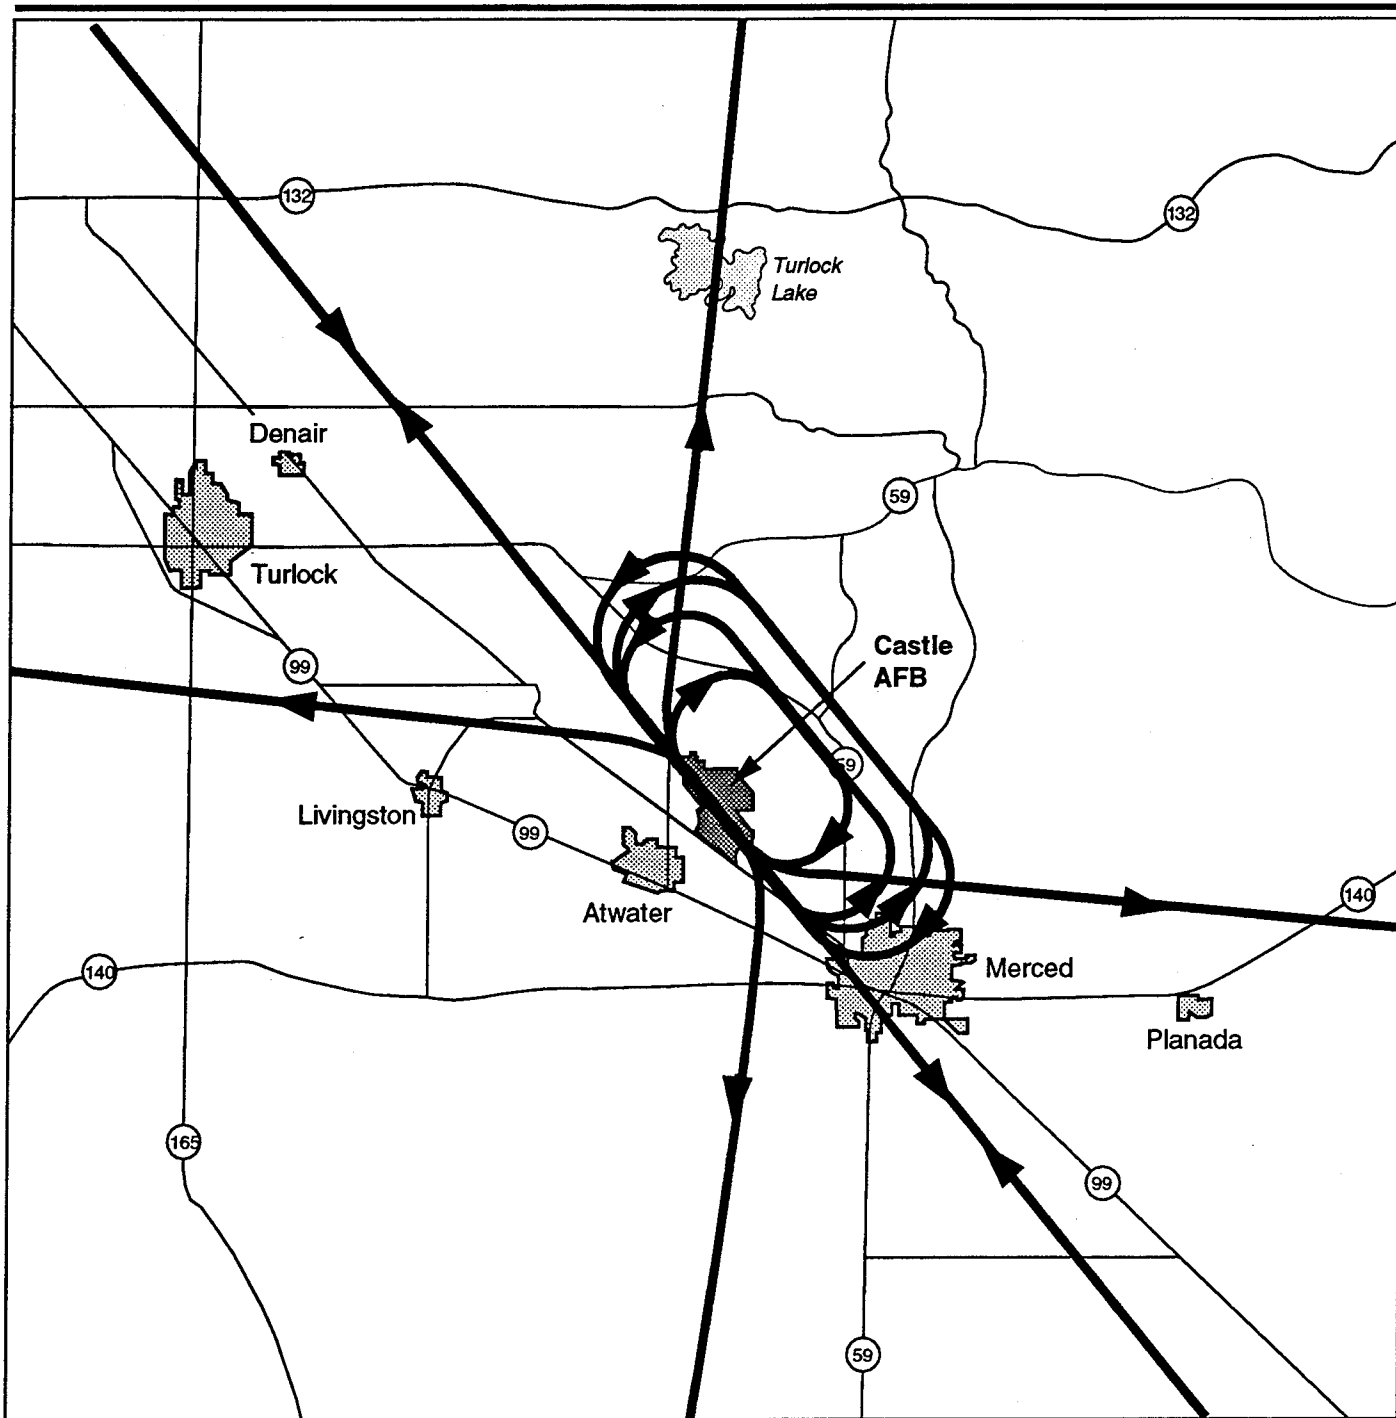 132
132
Turlock
Lake
Denair
59
Turlock
Castle
AFB
99
59
Livingston
99
Atwater
140
Merced
140
Planada
165
99
59